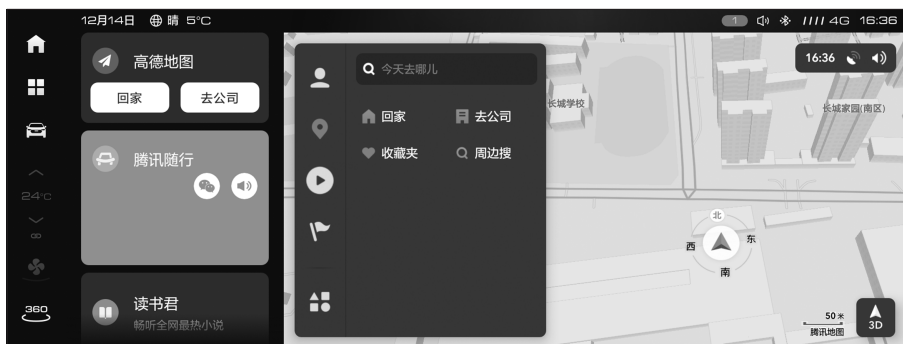 12月14日 晴 5°C
1 4G 16:36
高德地图
回家 去公司
腾讯随行
读书君
畅听全网最热小说
24°C
360
今天去哪儿
回家 去公司
收藏夹 周边搜
16:36
长城学校
长城家园(南区)
北
西 东
南
50米
腾讯地图
3D